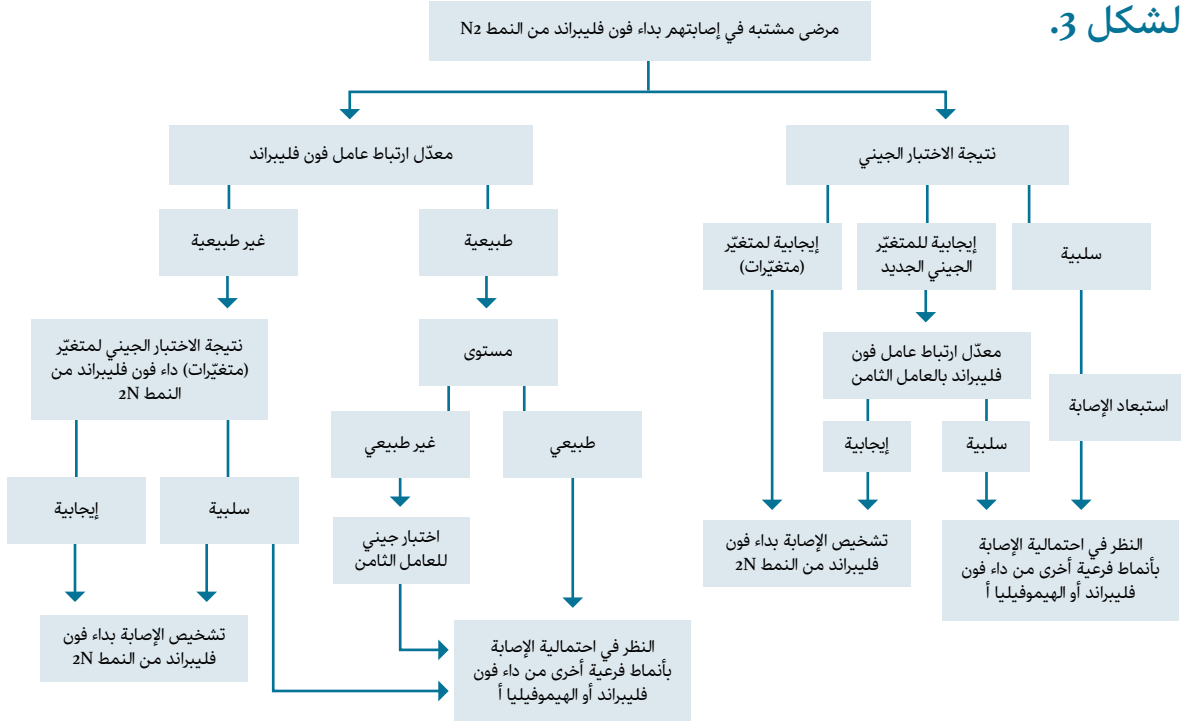 لشكل 3.
مرضى مشتبه في إصابتهم بداء فون فليبراند من النمط N2
نتيجة الاختبار الجيني
معدّل ارتباط عامل فون فليبراند
سلبية
إيجابية للمتغيّر
الجيني الجديد
إيجابية لمتغيّر
(متغيّرات)
طبيعية
غير طبيعية
معدّل ارتباط عامل فون
فليبراند بالعامل الثامن
مستوى
نتيجة الاختبار الجيني لمتغيّر
(متغيّرات) داء فون فليبراند من
النمط 2N
استبعاد الإصابة
سلبية
إيجابية
طبيعي
غير طبيعي
سلبية
إيجابية
النظر في احتمالية الإصابة
بأنماط فرعية أخرى من داء فون
فليبراند أو الهيموفيليا أ
تشخيص الإصابة بداء فون
فليبراند من النمط 2N
اختبار جيني
للعامل الثامن
النظر في احتمالية الإصابة
بأنماط فرعية أخرى من داء فون
فليبراند أو الهيموفيليا أ
تشخيص الإصابة بداء فون
فليبراند من النمط 2N